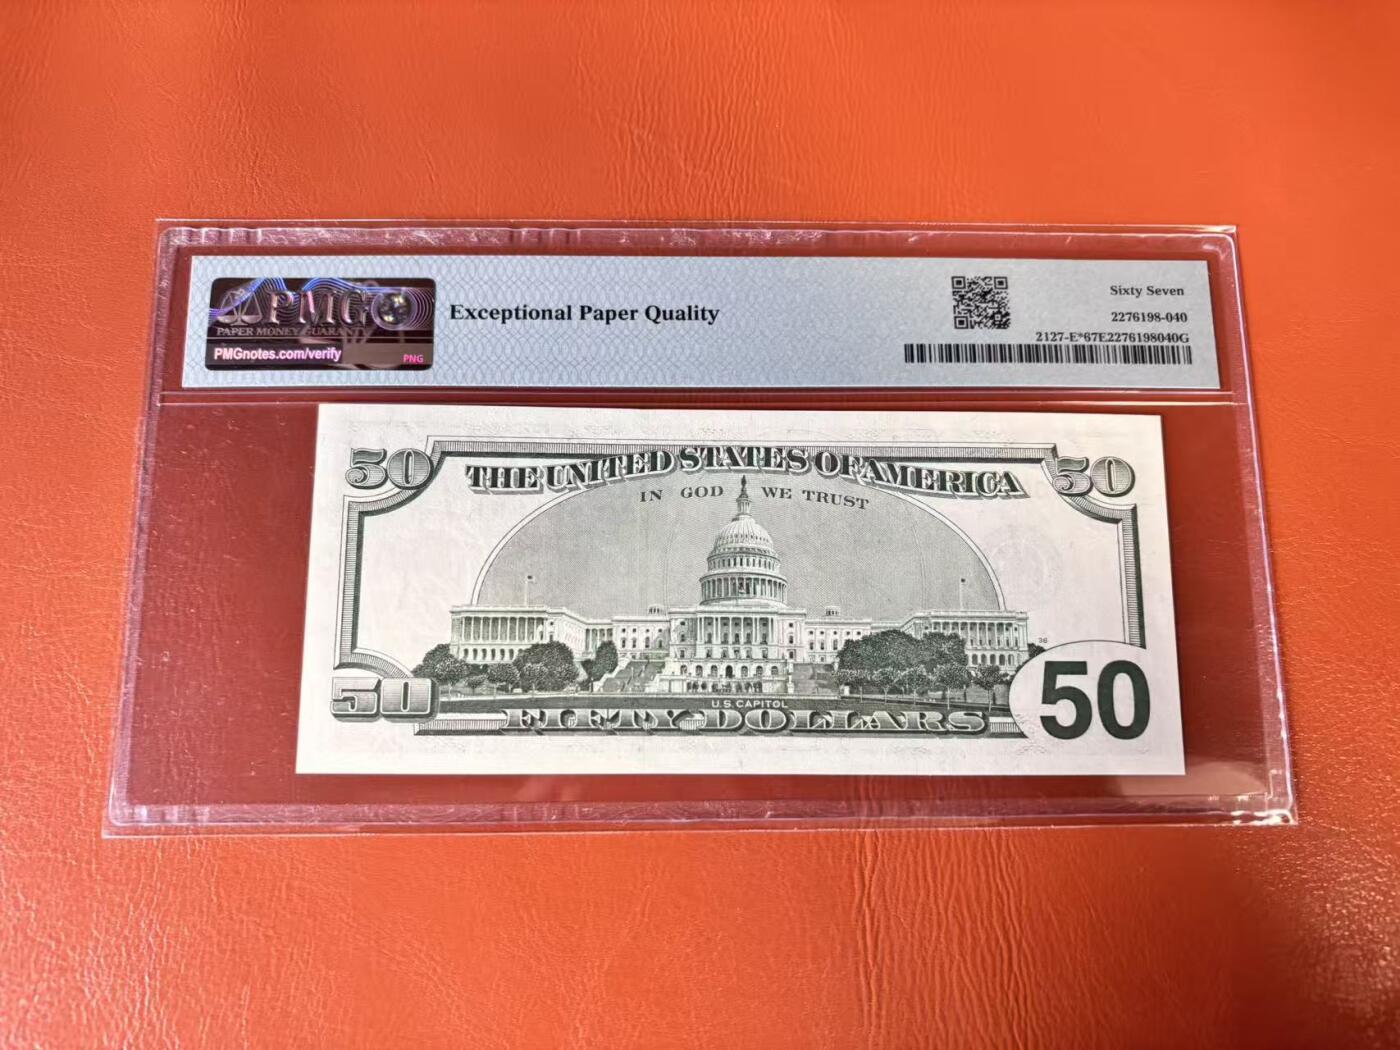 PMG
PAPER MONEY GUARANTY
PMGnotes.com/verify
PNG
Exceptional Paper Quality
Sixty Seven
2276198-040
2127-E*67E2276198040G
50
THE UNITED STATES OF AMERICA
50
IN GOD WE TRUST
36
50
U.S. CAPITOL
FIFTY DOLLARS
50